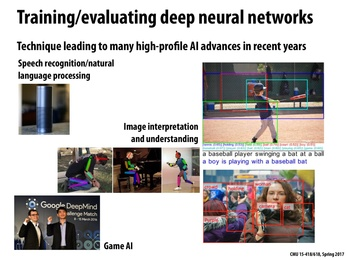 Training/evaluating deep neural networks
Technique leading to many high-profile AI advances in recent years
Speech recognition/natural
language processing
Image interpretation
and understanding
a baseball player swinging a bat at a ball
a boy is playing with a baseball bat
Google DeepMind
Challenge Match
Game AI
CMU 15-418/618, Spring 2017